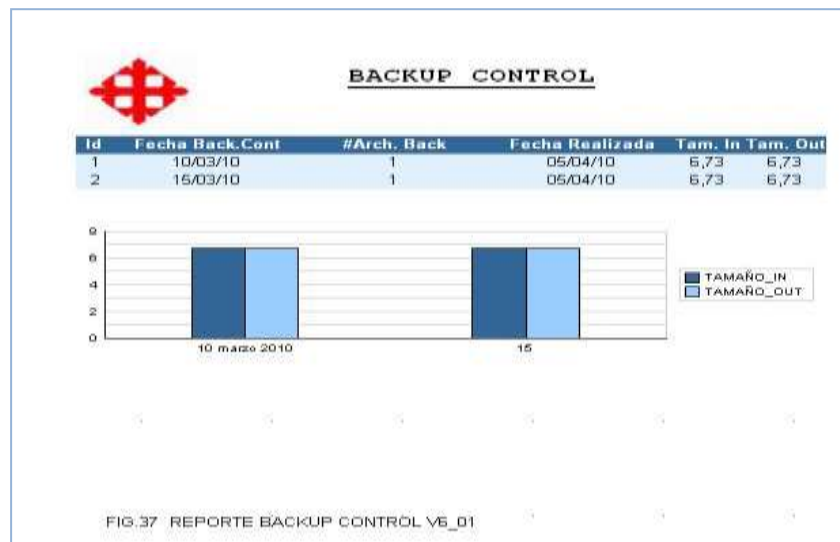 BACKUP CONTROL
Id Fecha Back.Cont #Arch. Back Fecha Realizada Tam. In Tam. Out
1 10/03/10 1 05/04/10 6,73 6,73
2 15/03/10 1 05/04/10 6,73 6,73
8
6
4
2
0
10 marzo 2010 15
TAMAÑO_IN
TAMAÑO_OUT
FIG.37 REPORTE BACKUP CONTROL V6_01